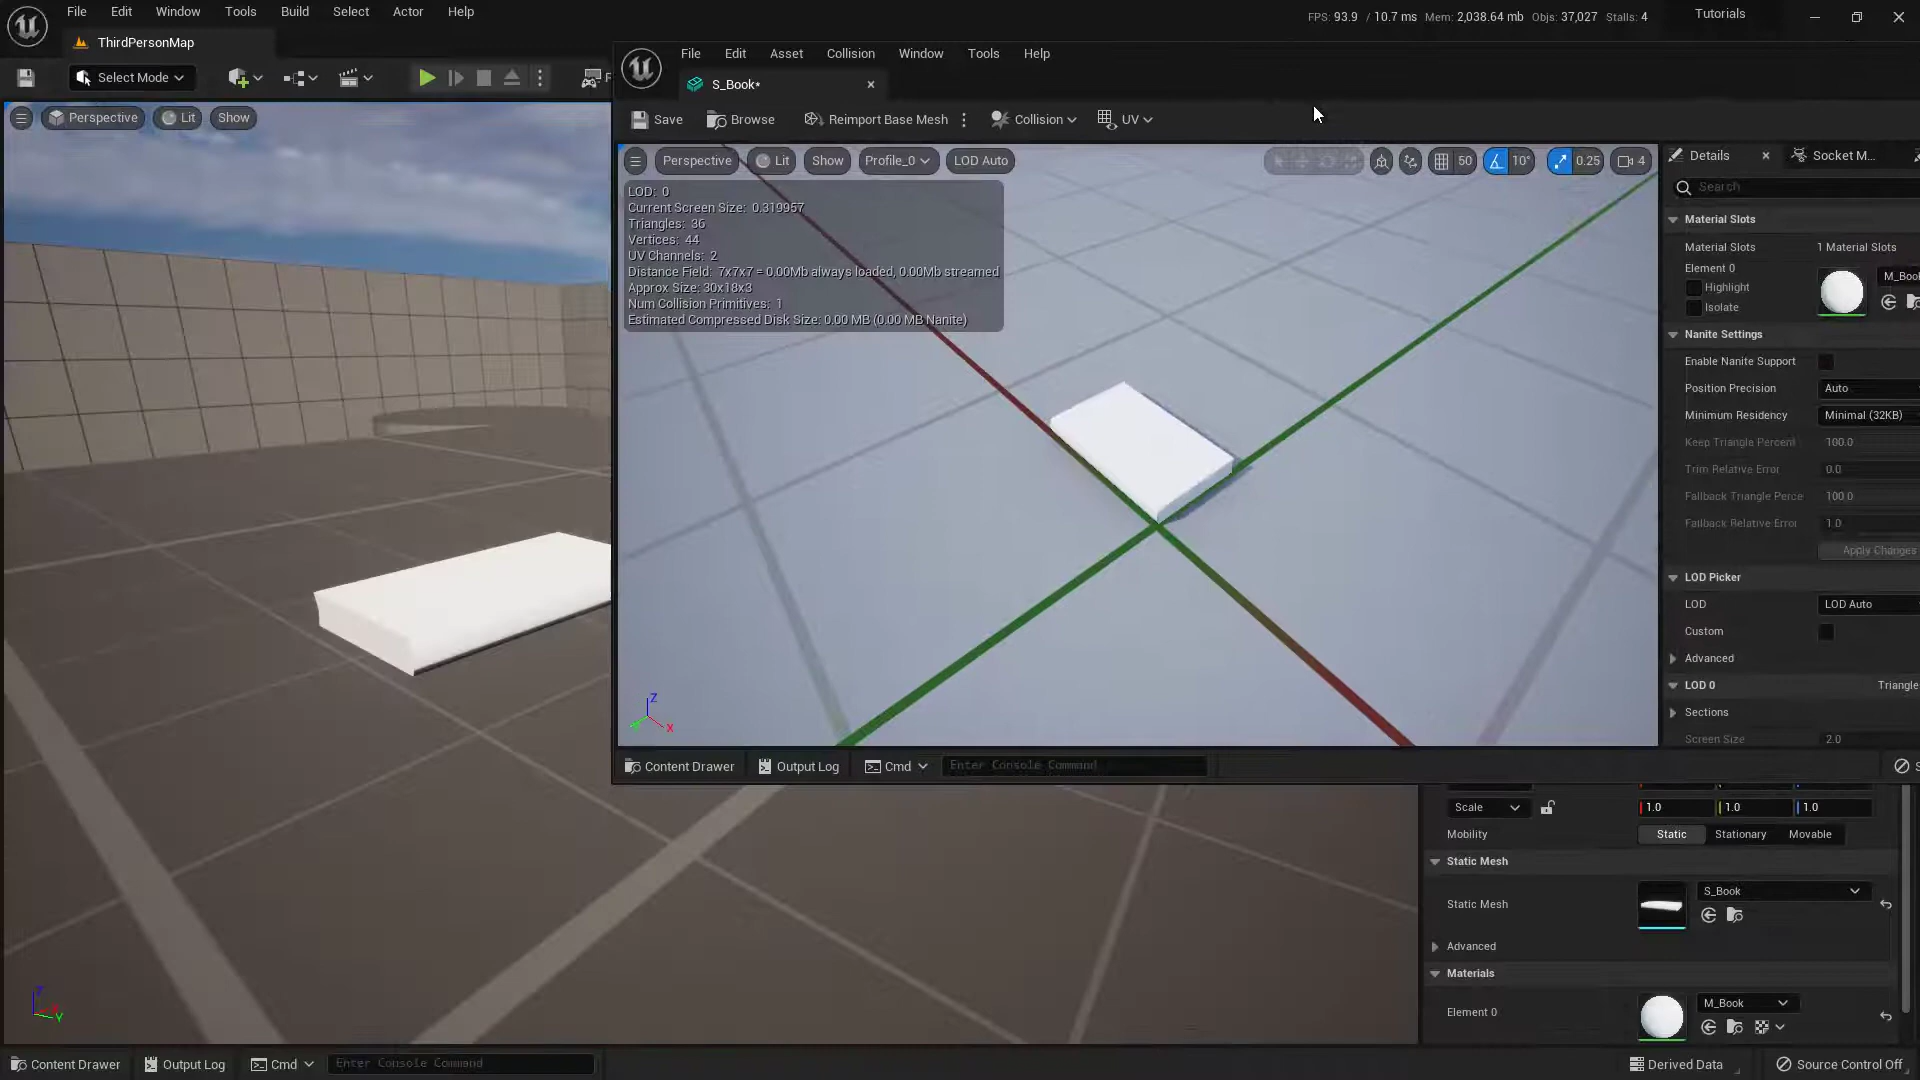 File Edit Window Tools Build Select Actor Help
FPS: 93.9 / 10.7 ms Mem: 2,038.64 mb Objs: 37,027 Stalls: 4
Tutorials
ThirdPersonMap
Select Mode
Perspective Lit Show
File Edit Asset Collision Window Tools Help
S_Book*
Save Browse Reimport Base Mesh Collision UV
Perspective Lit Show Profile_0 LOD Auto 50 10° 0.25 4
LOD: 0
Current Screen Size: 0.319957
Triangles: 36
Vertices: 44
UV Channels: 2
Distance Field: 7x7x7 = 0.00Mb always loaded, 0.00Mb streamed
Approx Size: 30x18x3
Num Collision Primitives: 1
Estimated Compressed Disk Size: 0.00 MB (0.00 MB Nanite)
Z
X
Details Socket M...
Search
Material Slots
Material Slots 1 Material Slots
Element 0
M_Boo
Highlight
Isolate
Nanite Settings
Enable Nanite Support
Position Precision Auto
Minimum Residency Minimal (32KB)
Keep Triangle Percent 100.0
Trim Relative Error 0.0
Fallback Triangle Perce 100.0
Fallback Relative Error 1.0
Apply Changes
LOD Picker
LOD LOD Auto
Custom
Advanced
LOD 0 Triangle
Sections
Screen Size 2.0
Content Drawer Output Log Cmd Enter Console Command
Scale 1.0 1.0 1.0
Mobility Static Stationary Movable
Static Mesh
Static Mesh S_Book
Advanced
Materials
Element 0 M_Book
Z
Y
Content Drawer Output Log Cmd Enter Console Command
Derived Data Source Control Off